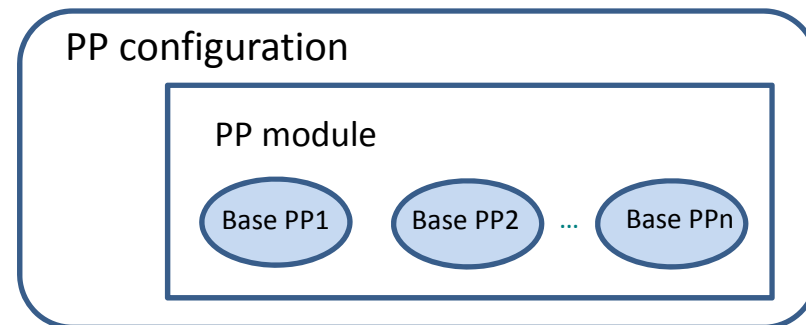 PP configuration
PP module
Base PP1 Base PP2 ... Base PPn